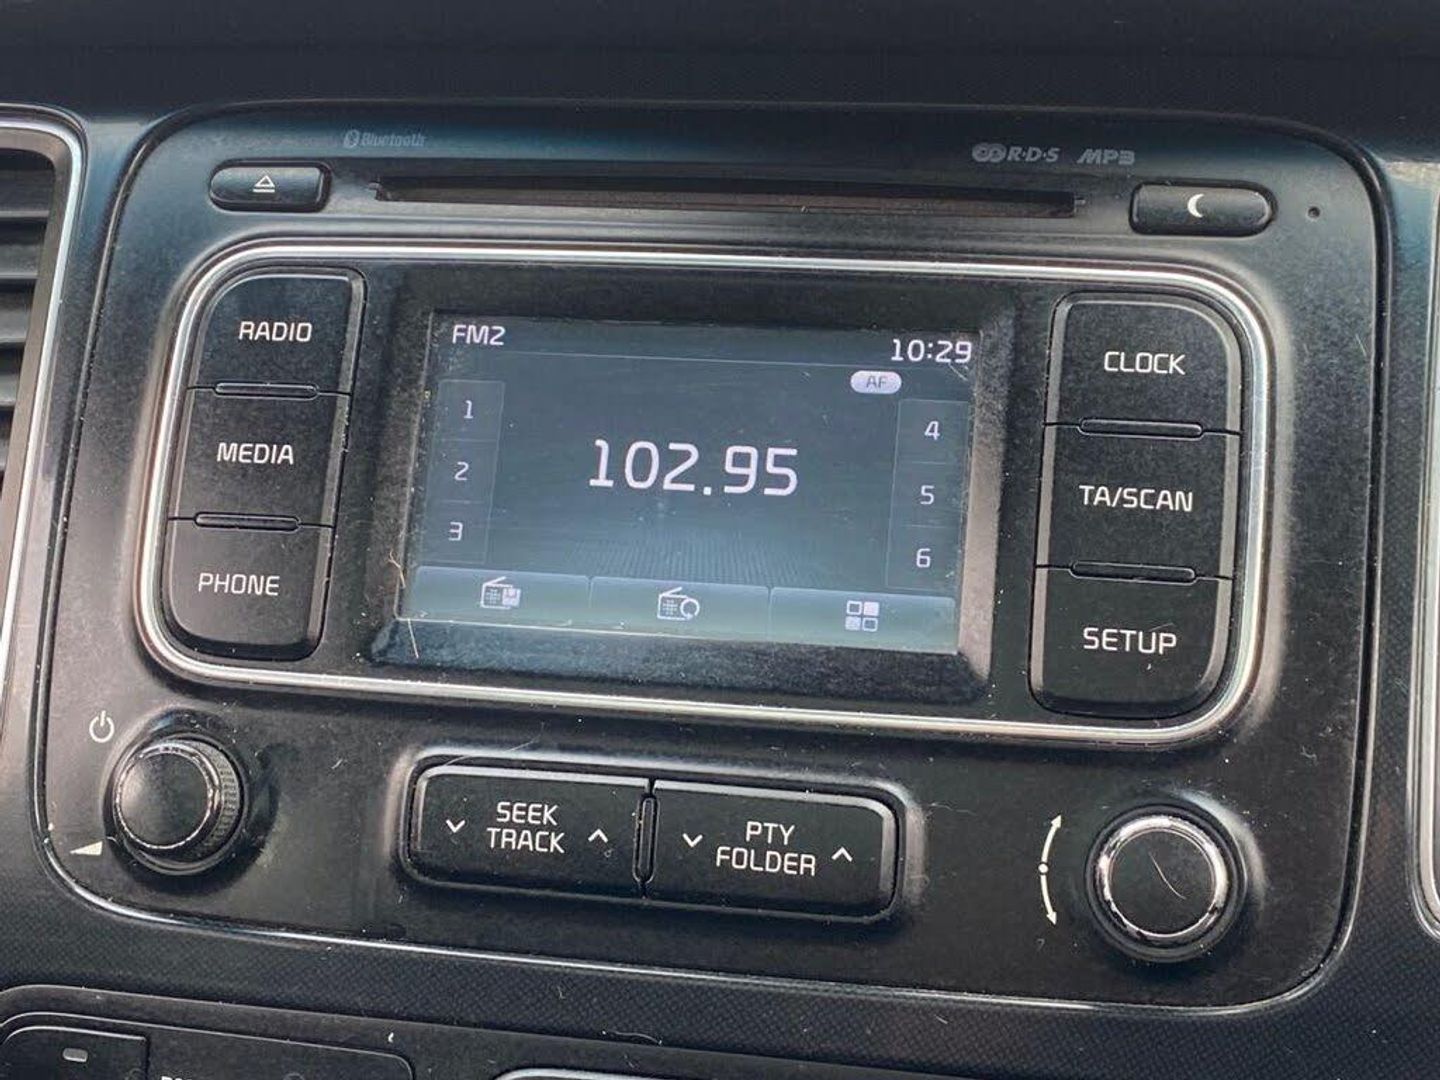 Bluetooth
R·D·S MP3
RADIO
MEDIA
PHONE
FM2
10:29
AF
1
2
3
102.95
4
5
6
CLOCK
TA/SCAN
SETUP
SEEK
TRACK
PTY
FOLDER